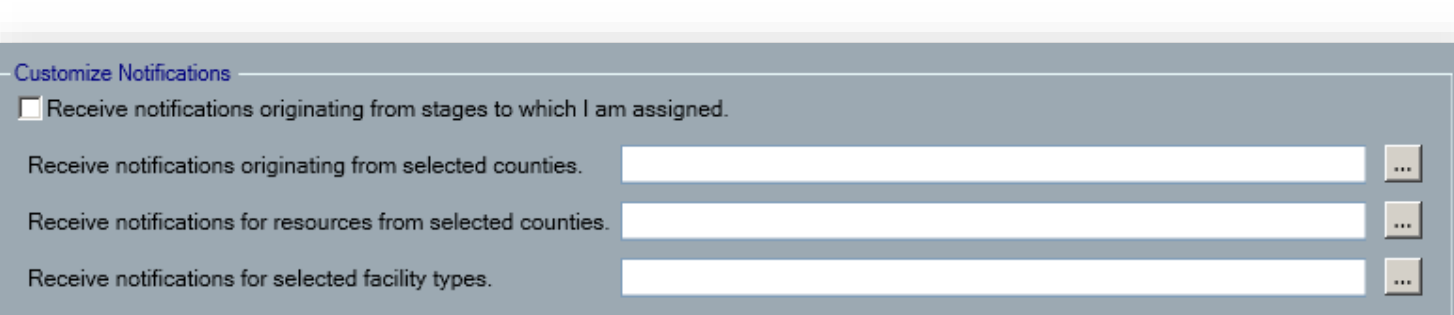 Customize Notifications
Receive notifications originating from stages to which I am assigned.
Receive notifications originating from selected counties. ...
Receive notifications for resources from selected counties. ...
Receive notifications for selected facility types. ...